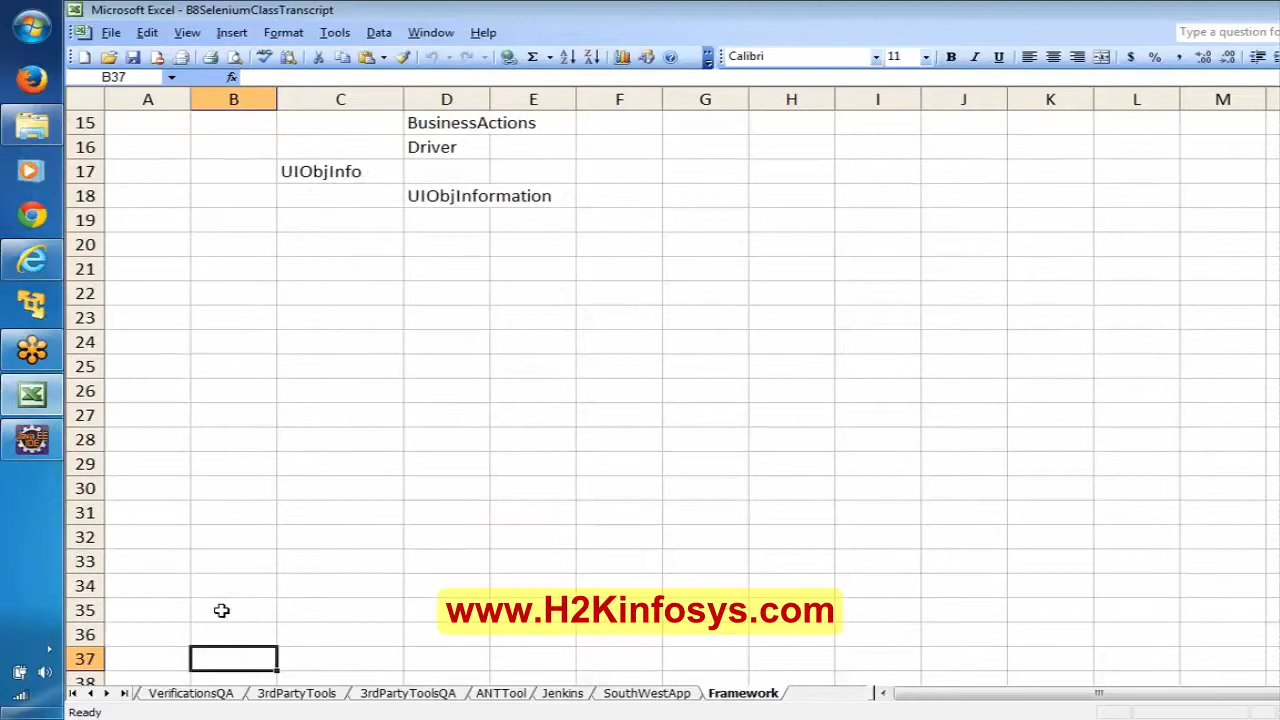 Microsoft Excel - B8SeleniumClassTranscript
File Edit View Insert Format Tools Data Window Help
Type a question fo
Calibri 11 B I U $ %
B37 fx
A B C D E F G H I J K L M
15 BusinessActions
16 Driver
17 UIObjInfo
18 UIObjInformation
19
20
21
22
23
24
25
26
27
28
29
30
31
32
33
34
35
www.H2Kinfosys.com
36
37
38
VerificationsQA 3rdPartyTools 3rdPartyToolsQA ANTTool Jenkins SouthWestApp Framework
Ready